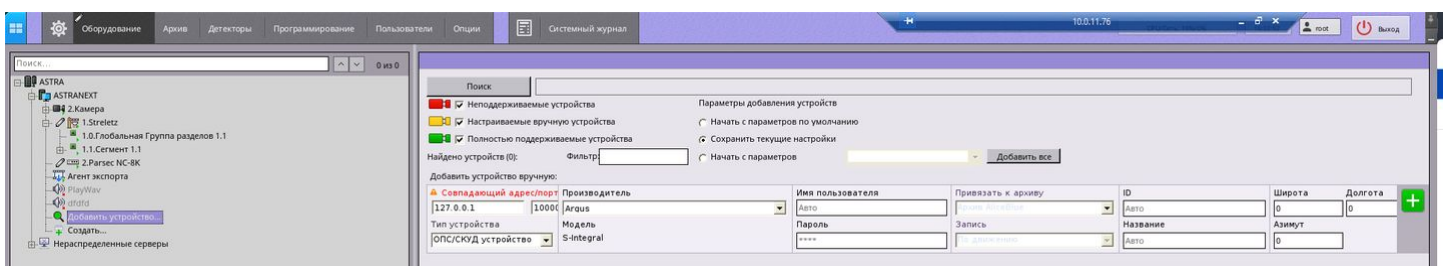 Оборудование Архив Детекторы Программирование Пользователи Опции Системный журнал 10.0.11.76 root Выход
Поиск... 0 из 0
ASTRA
ASTRANEXT
2.Камера
1.Streletz
1.0.Глобальная Группа разделов 1.1
1.1.Сегмент 1.1
2.Parsec NC-8K
Агент экспорта
PlayWav
dfdfd
Добавить устройство...
Создать...
Нераспределенные серверы
Поиск
Неподдерживаемые устройства Параметры добавления устройств
Настраиваемые вручную устройства Начать с параметров по умолчанию
Полностью поддерживаемые устройства Сохранить текущие настройки
Найдено устройств (0): Фильтр: Начать с параметров Добавить все
Добавить устройство вручную:
Совпадающий адрес/порт Производитель Имя пользователя Привязать к архиву ID Широта Долгота
127.0.0.1 10000 Argus Авто Авто 0 0
Тип устройства Модель Пароль Запись Название Азимут
ОПС/СКУД устройство S-Integral **** Авто 0